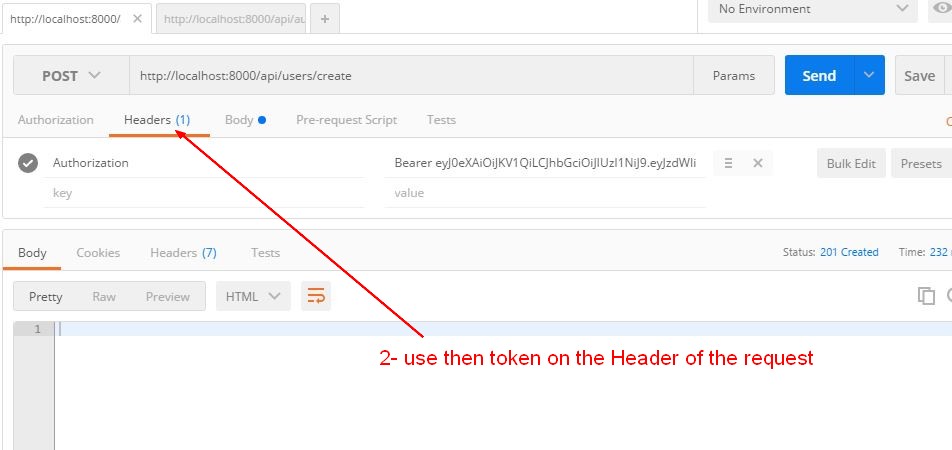 http://localhost:8000/
http://localhost:8000/api/au
No Environment
POST
http://localhost:8000/api/users/create
Params
Send
Save
Authorization
Headers (1)
Body
Pre-request Script
Tests
Authorization
Bearer eyJ0eXAiOiJKV1QiLCJhbGciOiJIUzI1NiJ9.eyJzdWIi
Bulk Edit
Presets
key
value
Body
Cookies
Headers (7)
Tests
Status: 201 Created
Time: 232
Pretty
Raw
Preview
HTML
1
2- use then token on the Header of the request